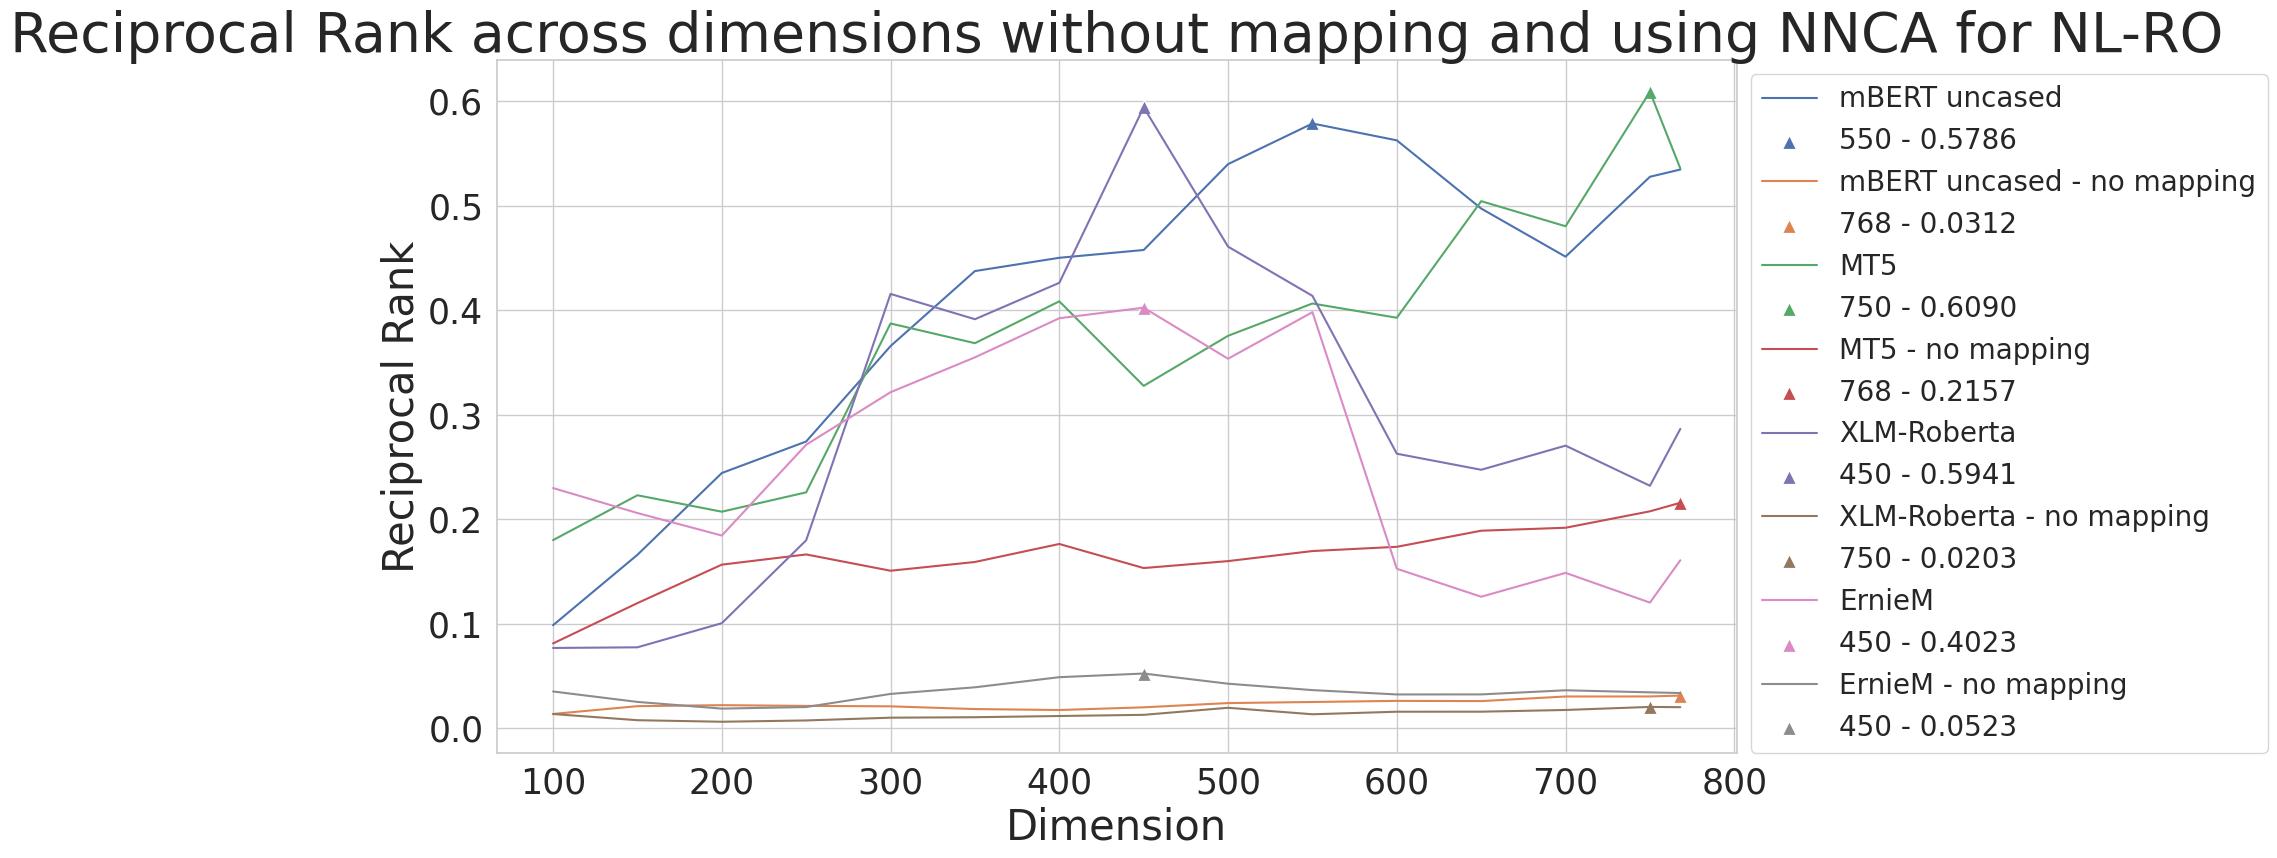 Reciprocal Rank across dimensions without mapping and using NNCA for NL-RO
Reciprocal Rank
0.6
0.5
0.4
0.3
0.2
0.1
0.0
100 200 300 400 500 600 700 800
Dimension
mBERT uncased
550 - 0.5786
mBERT uncased - no mapping
768 - 0.0312
MT5
750 - 0.6090
MT5 - no mapping
768 - 0.2157
XLM-Roberta
450 - 0.5941
XLM-Roberta - no mapping
750 - 0.0203
ErnieM
450 - 0.4023
ErnieM - no mapping
450 - 0.0523